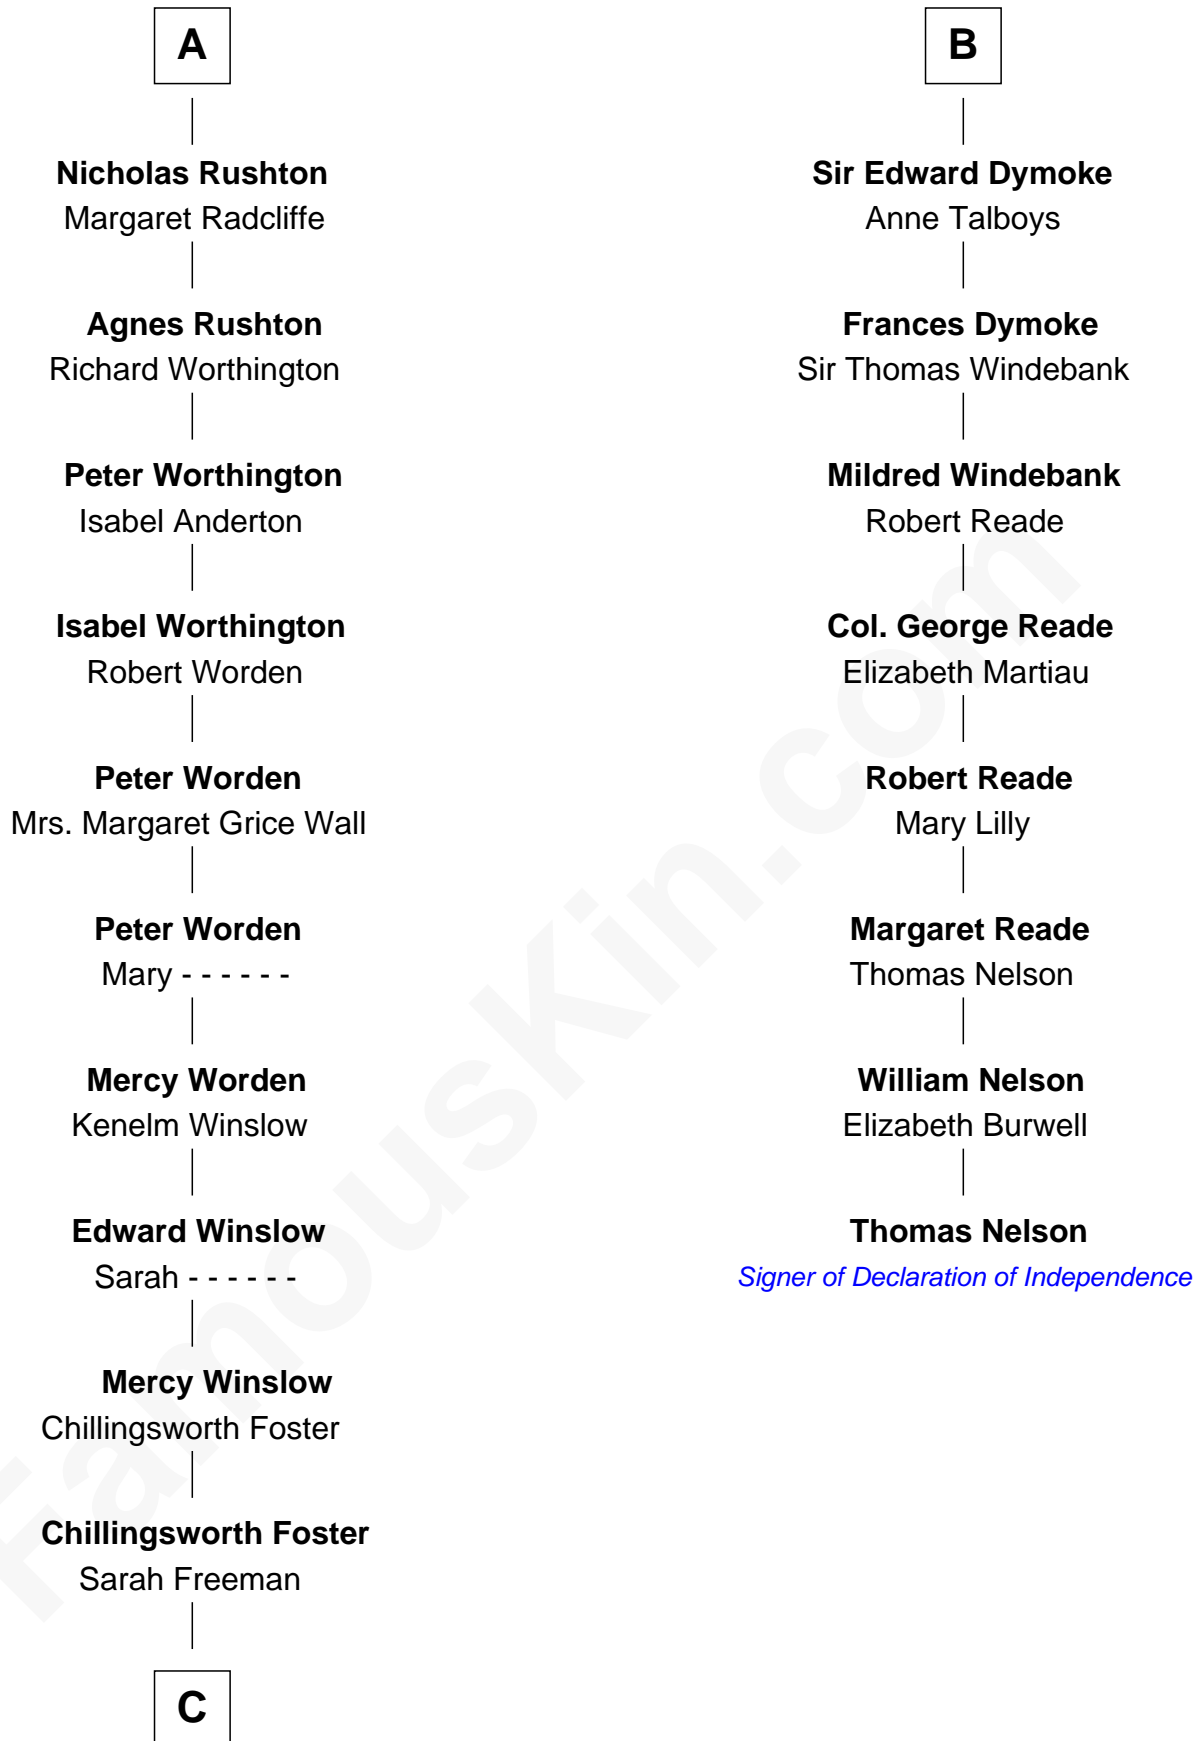 A
Nicholas Rushton
Margaret Radcliffe
Agnes Rushton
Richard Worthington
Peter Worthington
Isabel Anderton
Isabel Worthington
Robert Worden
Peter Worden
Mrs. Margaret Grice Wall
Peter Worden
Mary - - - - - -
Mercy Worden
Kenelm Winslow
Edward Winslow
Sarah - - - - - -
Mercy Winslow
Chillingsworth Foster
Chillingsworth Foster
Sarah Freeman
C
B
Sir Edward Dymoke
Anne Talboys
Frances Dymoke
Sir Thomas Windebank
Mildred Windebank
Robert Reade
Col. George Reade
Elizabeth Martiau
Robert Reade
Mary Lilly
Margaret Reade
Thomas Nelson
William Nelson
Elizabeth Burwell
Thomas Nelson
Signer of Declaration of Independence
FamousKin.com